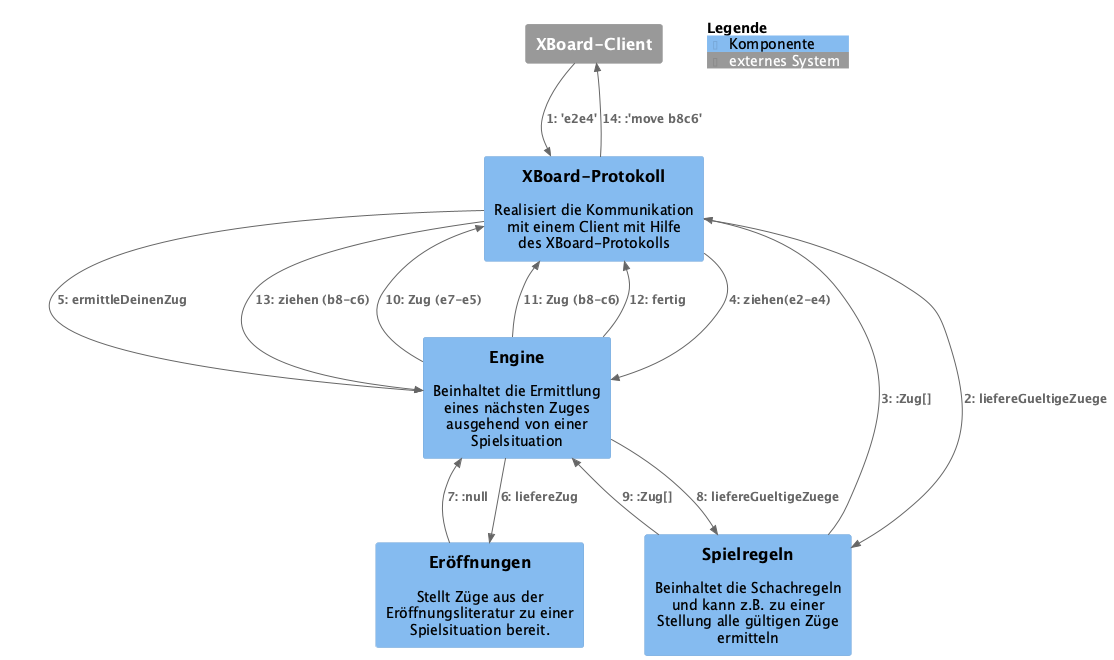 XBoard-Client
Legende
Komponente
externes System
1: 'e2e4'
14: :'move b8c6'
XBoard-Protokoll
Realisiert die Kommunikation
mit einem Client mit Hilfe
des XBoard-Protokolls
5: ermittleDeinenZug
13: ziehen (b8-c6)
10: Zug (e7-e5)
11: Zug (b8-c6)
12: fertig
4: ziehen(e2-e4)
Engine
Beinhaltet die Ermittlung
eines nächsten Zuges
ausgehend von einer
Spielsituation
3: :Zug[]
2: liefereGueltigeZuege
7: :null
6: liefereZug
9: :Zug[]
8: liefereGueltigeZuege
Eröffnungen
Stellt Züge aus der
Eröffnungsliteratur zu einer
Spielsituation bereit.
Spielregeln
Beinhaltet die Schachregeln
und kann z.B. zu einer
Stellung alle gültigen Züge
ermitteln